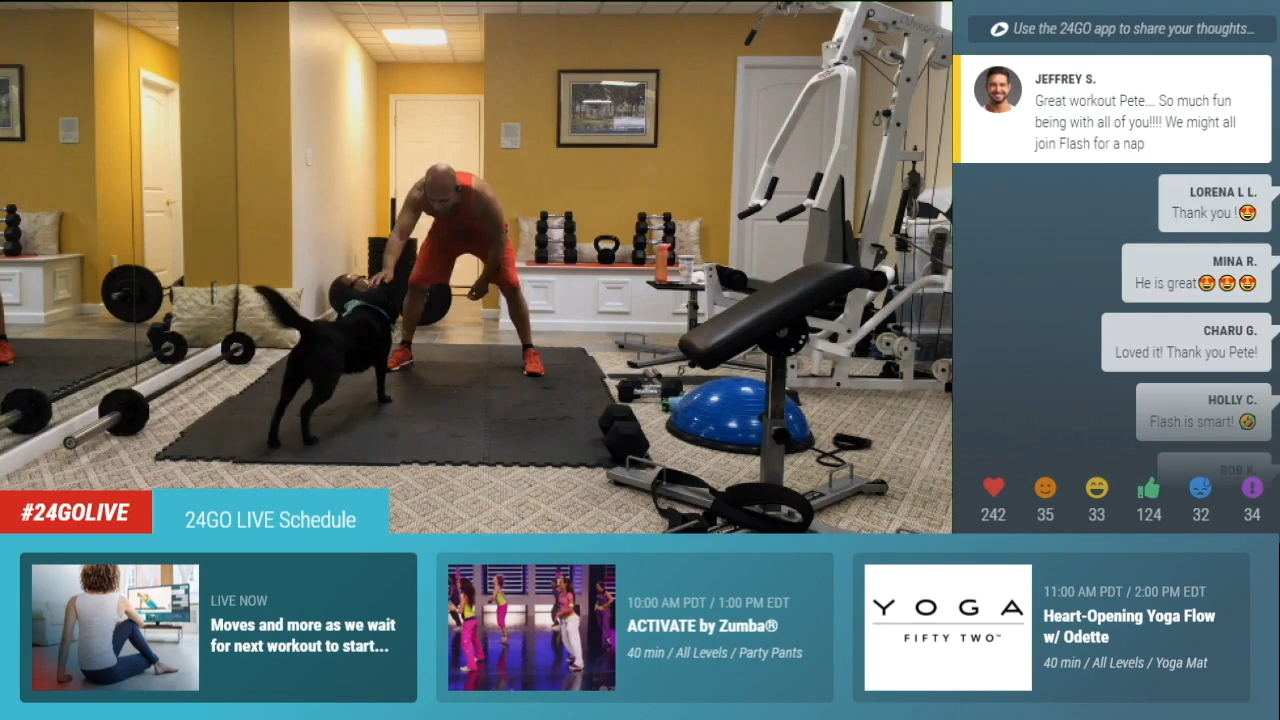 Use the 24GO app to share your thoughts...
JEFFREY S.
Great workout Pete... So much fun
being with all of you!!!! We might all
join Flash for a nap
LORENA L L.
Thank you !🤩
MINA R.
He is great🤩🤩🤩
CHARU G.
Loved it! Thank you Pete!
HOLLY C.
Flash is smart! 🤣
ROB K.
242 35 33 124 32 34
#24GOLIVE
24GO LIVE Schedule
LIVE NOW
Moves and more as we wait
for next workout to start...
10:00 AM PDT / 1:00 PM EDT
ACTIVATE by Zumba®
40 min / All Levels / Party Pants
YOGA
FIFTY TWO™
11:00 AM PDT / 2:00 PM EDT
Heart-Opening Yoga Flow
w/ Odette
40 min / All Levels / Yoga Mat